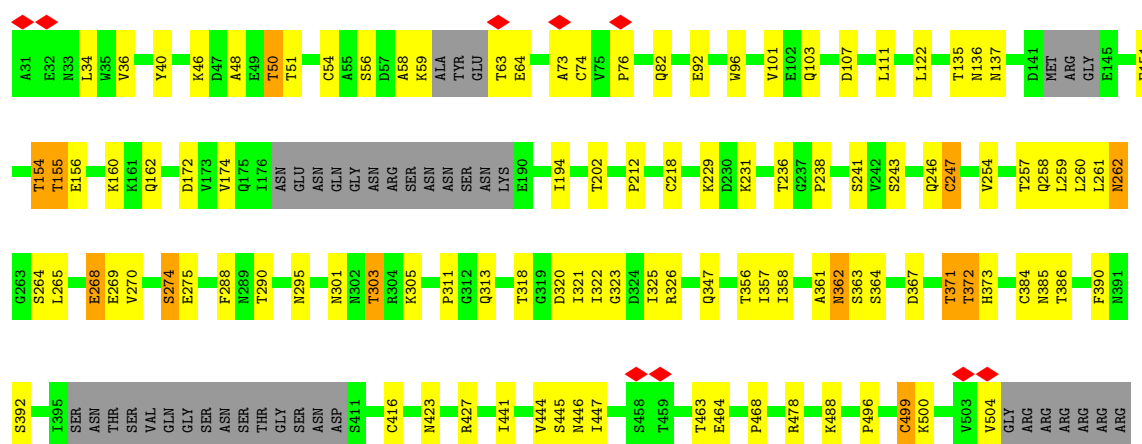 A31 E32 N33 L34 W35 V36 Y40 K46 D47 A48 E49 T50 T51 C54 A55 S56 D57 A58 K59 ALA TYR GLU T63 E64 A73 C74 V75 P76 Q82 E92 W96 V101 E102 Q103 D107 L111 L122 T135 N136 N137 D141 MET ARG GLY E145
T154 T155 E156 K160 K161 Q162 D172 V173 V174 Q175 I176 ASN GLU ASN GLN GLY ASN ARG SER ASN ASN SER ASN LYS E190 I194 T202 P212 C218 K229 D230 K231 T236 G237 P238 S241 V242 S243 Q246 C247 V254 T257 Q258 L259 L260 L261 N262
G263 S264 L265 E268 E269 V270 S274 E275 F288 N289 T290 N295 N301 N302 T303 R304 K305 P311 G312 Q313 T318 G319 D320 I321 I322 G323 D324 I325 R326 Q347 T356 I357 I358 A361 N362 S363 S364 D367 T371 T372 H373 C384 N385 T386 F390 N391
S392 I395 SER ASN THR SER VAL GLN GLY SER ASN SER THR GLY SER ASN ASP S411 C416 N423 R427 I441 V444 S445 N446 I447 S458 T459 T463 E464 P468 R478 K488 P496 C499 K500 V503 V504 GLY ARG ARG ARG ARG ARG ARG